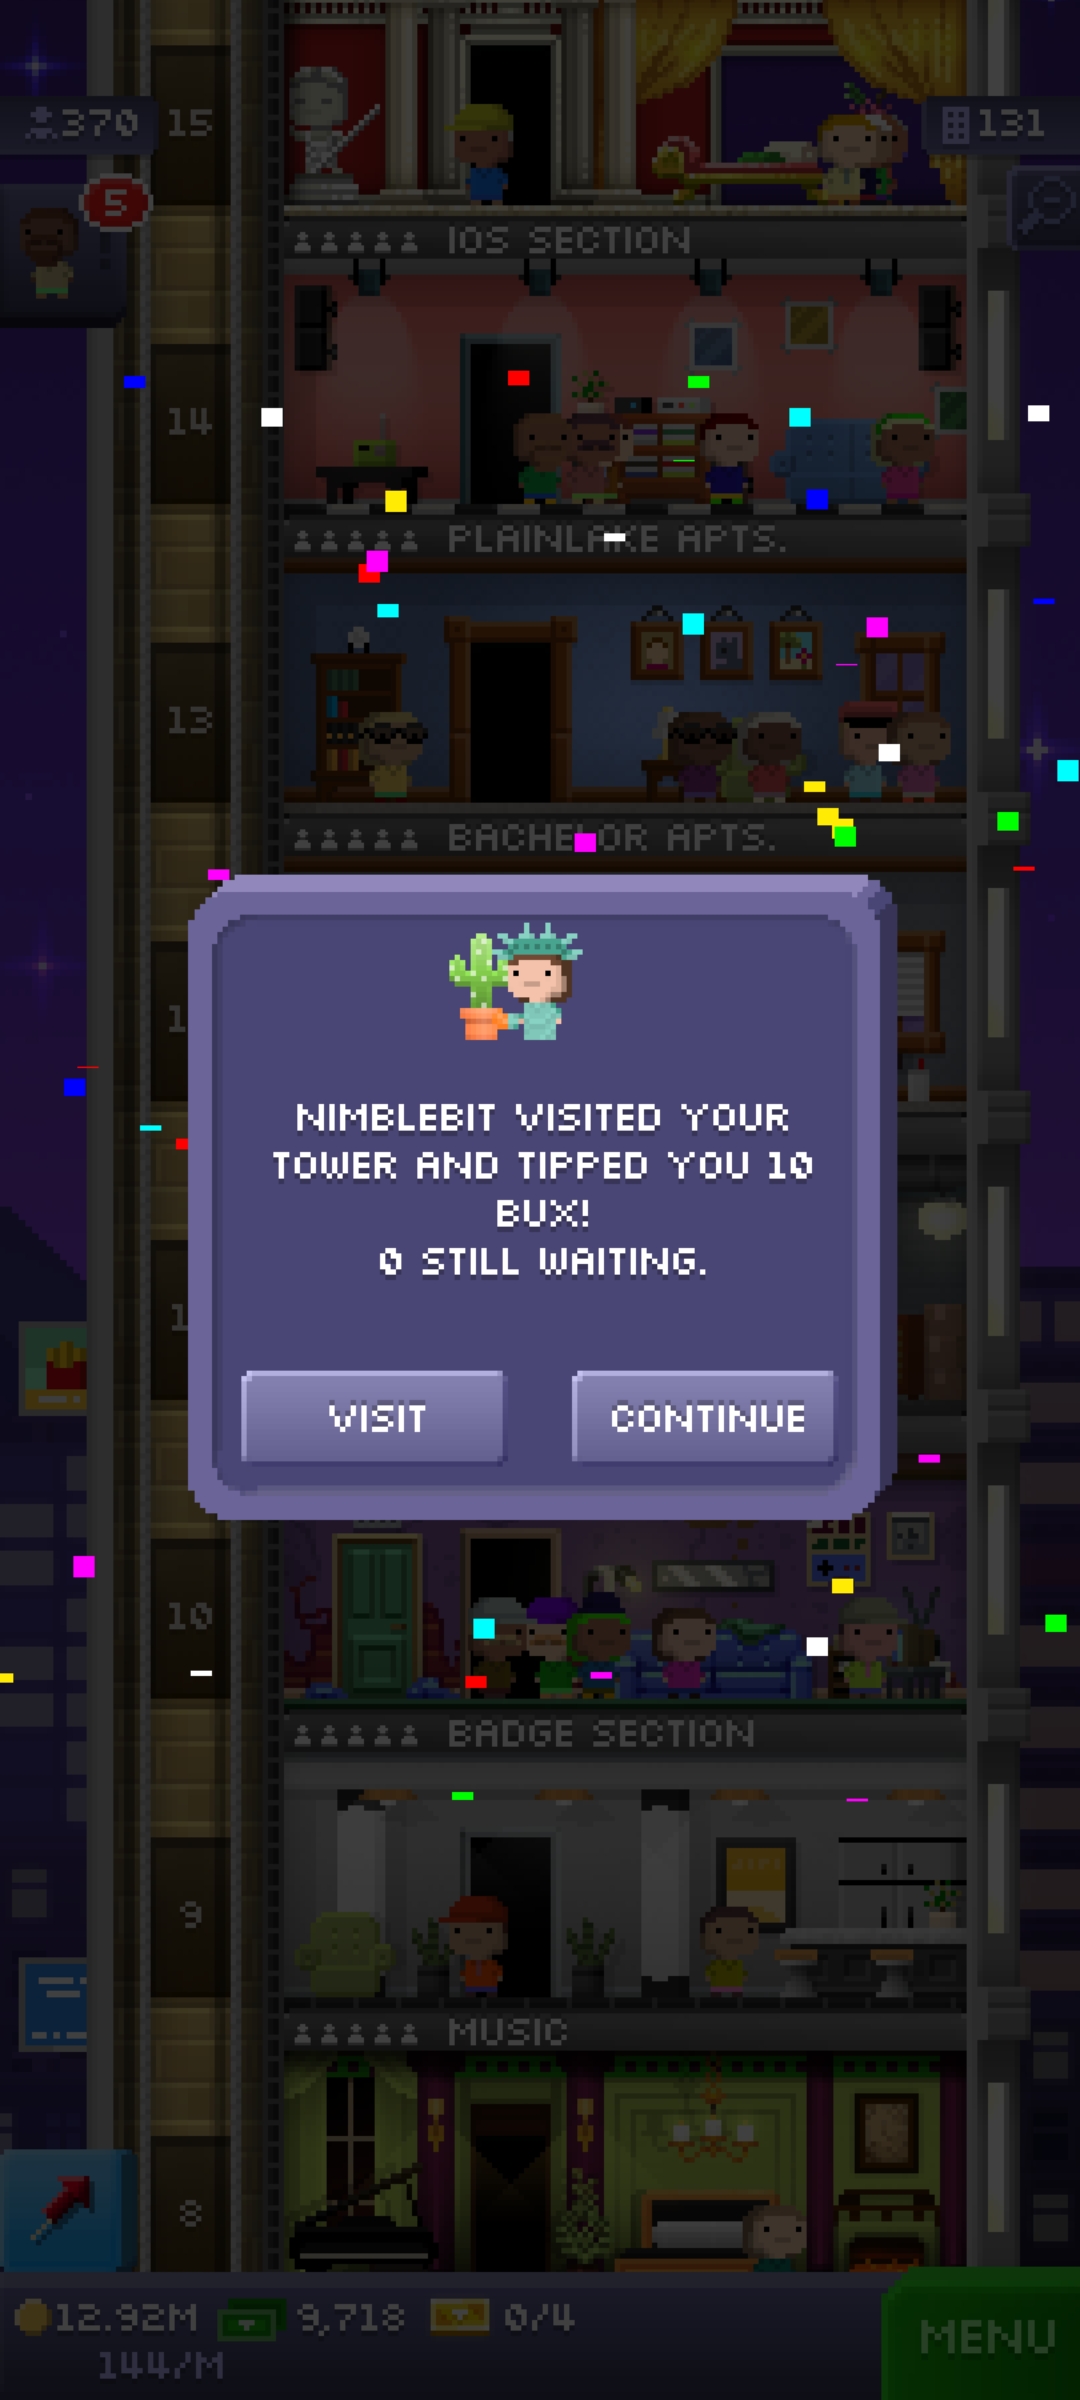 370
15
131
5
IOS SECTION
14
PLAINLAKE APTS.
13
BACHELOR APTS.
1
NIMBLEBIT VISITED YOUR
TOWER AND TIPPED YOU 10
BUX!
0 STILL WAITING.
1
VISIT
CONTINUE
10
BADGE SECTION
9
MUSIC
8
12.92M
9,718
0/4
MENU
144/M